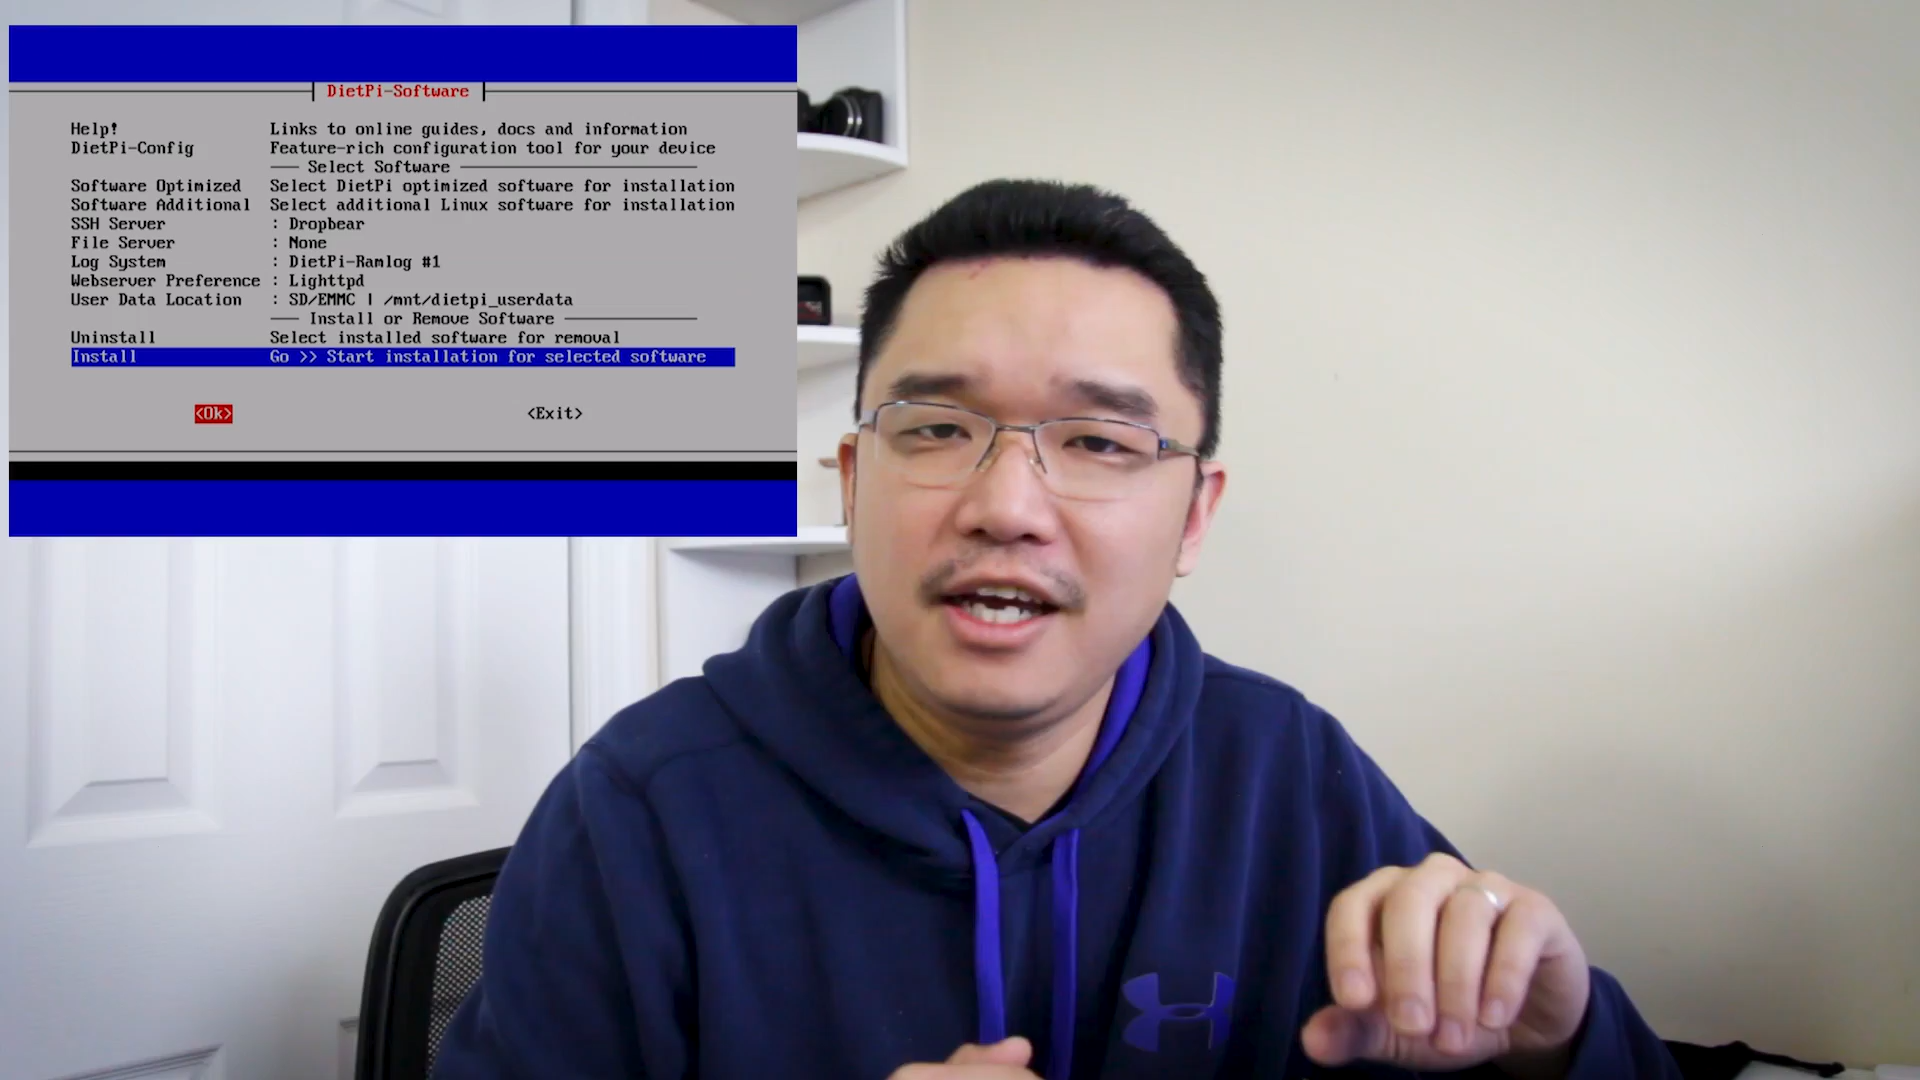 DietPi-Software
Help! Links to online guides, docs and information
DietPi-Config Feature-rich configuration tool for your device
Select Software
Software Optimized Select DietPi optimized software for installation
Software Additional Select additional Linux software for installation
SSH Server : Dropbear
File Server : None
Log System : DietPi-Ramlog #1
Webserver Preference : Lighttpd
User Data Location : SD/EMMC | /mnt/dietpi_userdata
Install or Remove Software
Uninstall Select installed software for removal
Install Go >> Start installation for selected software
<Ok> <Exit>